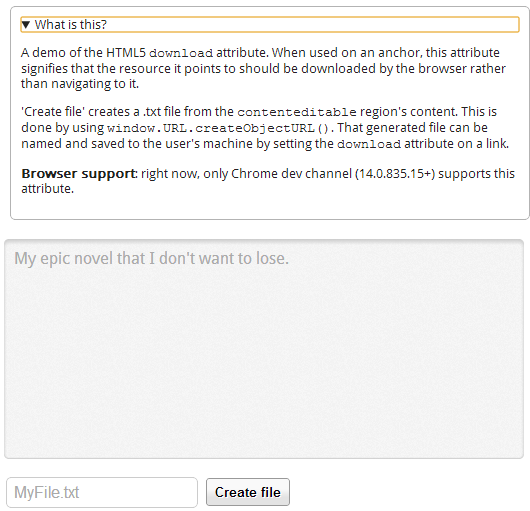 ▼ What is this?
A demo of the HTML5 download attribute. When used on an anchor, this attribute
signifies that the resource it points to should be downloaded by the browser rather
than navigating to it.
'Create file' creates a .txt file from the contenteditable region's content. This is
done by using window.URL.createObjectURL(). That generated file can be
named and saved to the user's machine by setting the download attribute on a link.
Browser support: right now, only Chrome dev channel (14.0.835.15+) supports this
attribute.
My epic novel that I don't want to lose.
MyFile.txt Create file